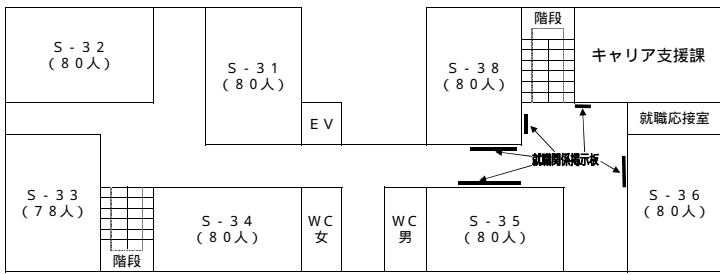 階段
S-32
(80人)
S-31
(80人)
S-38
(80人)
キャリア支援課
EV
就職応接室
就職関係掲示板
S-33
(78人)
S-34
(80人)
WC
女
WC
男
S-35
(80人)
S-36
(80人)
階段